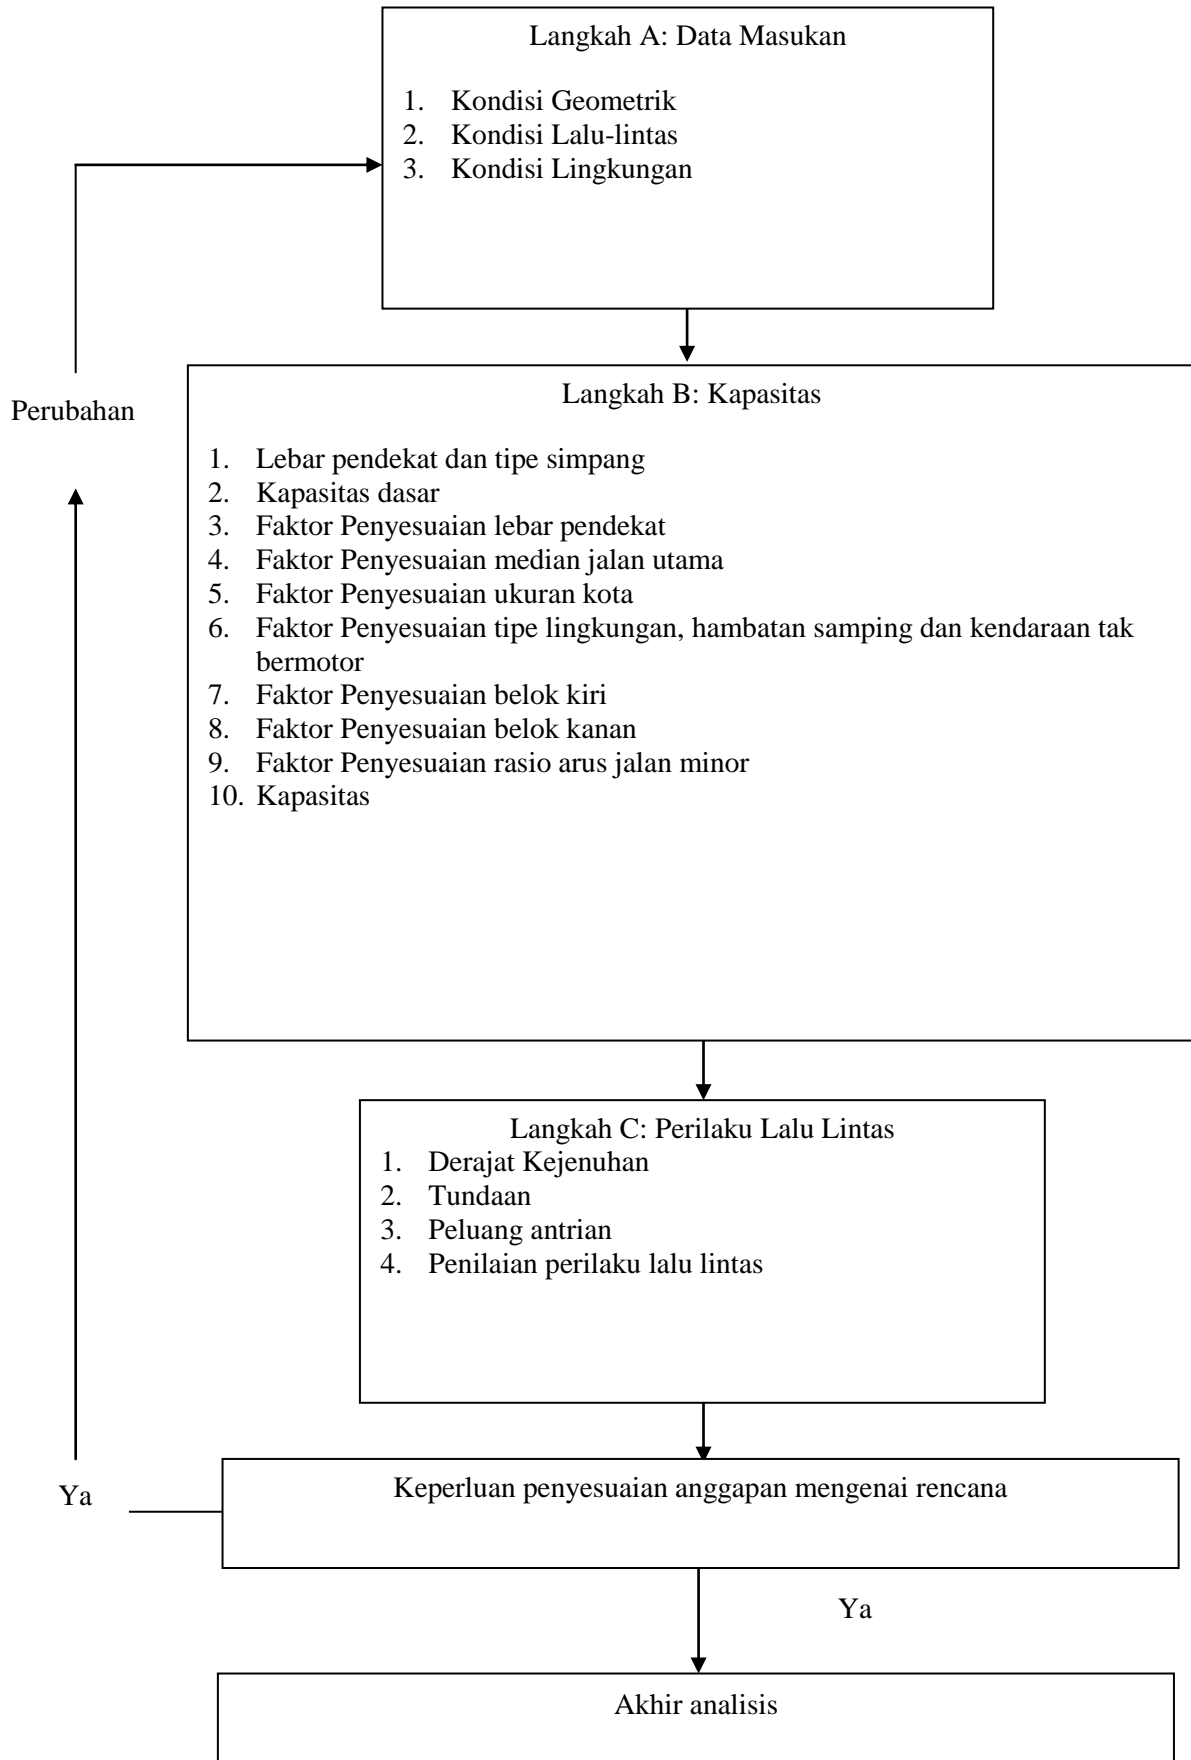 Langkah A: Data Masukan
1. Kondisi Geometrik
2. Kondisi Lalu-lintas
3. Kondisi Lingkungan
Perubahan
Langkah B: Kapasitas
1. Lebar pendekat dan tipe simpang
2. Kapasitas dasar
3. Faktor Penyesuaian lebar pendekat
4. Faktor Penyesuaian median jalan utama
5. Faktor Penyesuaian ukuran kota
6. Faktor Penyesuaian tipe lingkungan, hambatan samping dan kendaraan tak
bermotor
7. Faktor Penyesuaian belok kiri
8. Faktor Penyesuaian belok kanan
9. Faktor Penyesuaian rasio arus jalan minor
10. Kapasitas
Langkah C: Perilaku Lalu Lintas
1. Derajat Kejenuhan
2. Tundaan
3. Peluang antrian
4. Penilaian perilaku lalu lintas
Ya
Keperluan penyesuaian anggapan mengenai rencana
Ya
Akhir analisis